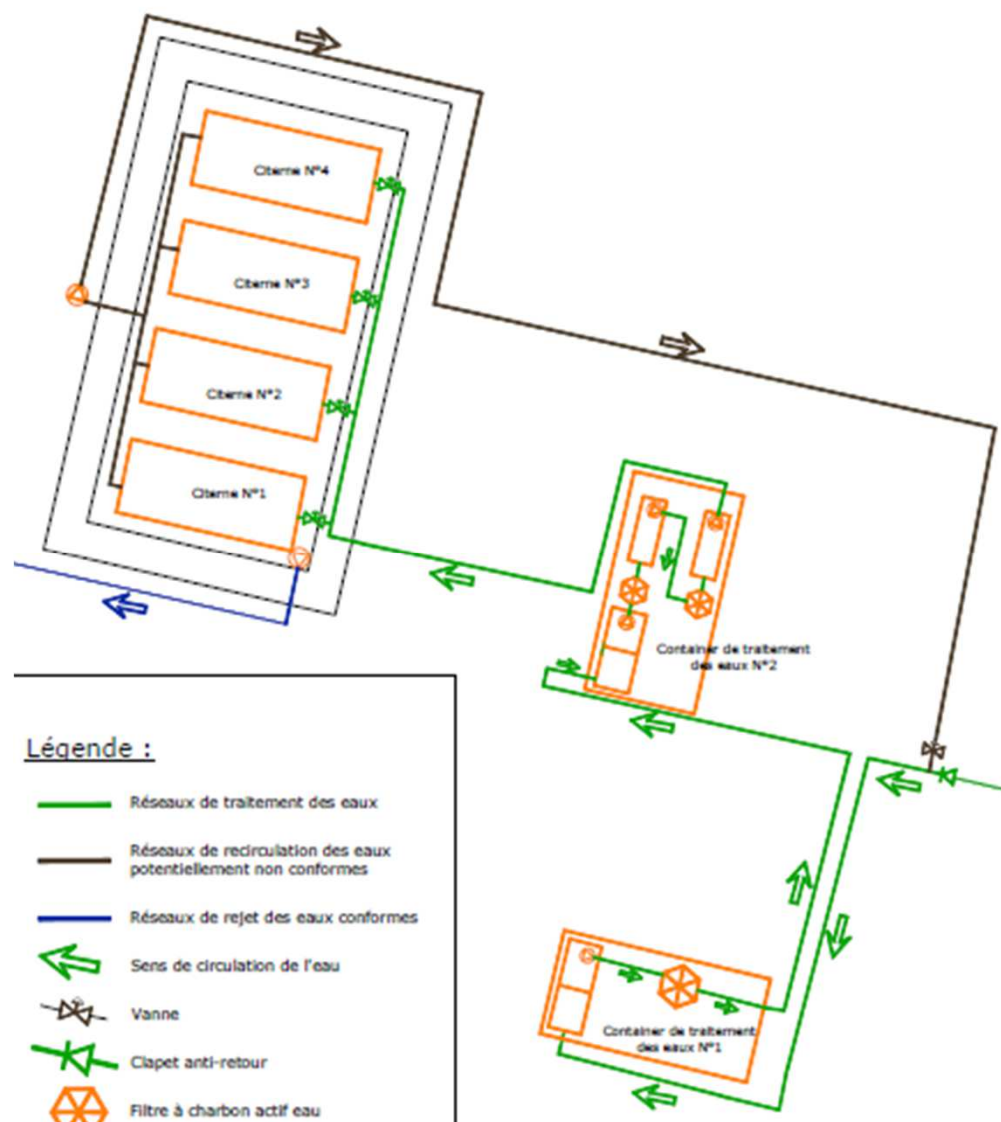 Citerne N°4
Citerne N°3
Citerne N°2
Citerne N°1
Container de traitement
des eaux N°2
Container de traitement
des eaux N°1
Légende :
Réseaux de traitement des eaux
Réseaux de recirculation des eaux
potentiellement non conformes
Réseaux de rejet des eaux conformes
Sens de circulation de l'eau
Vanne
Clapet anti-retour
Filtre à charbon actif eau